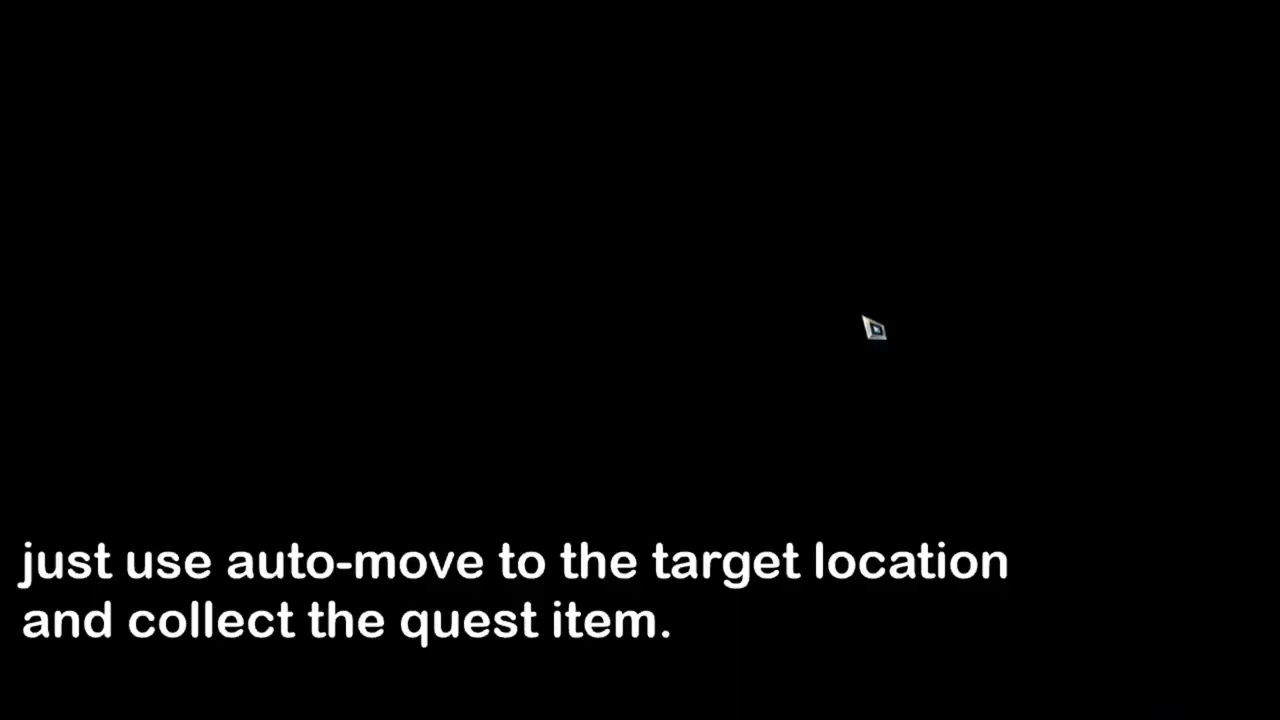 just use auto-move to the target location
and collect the quest item.